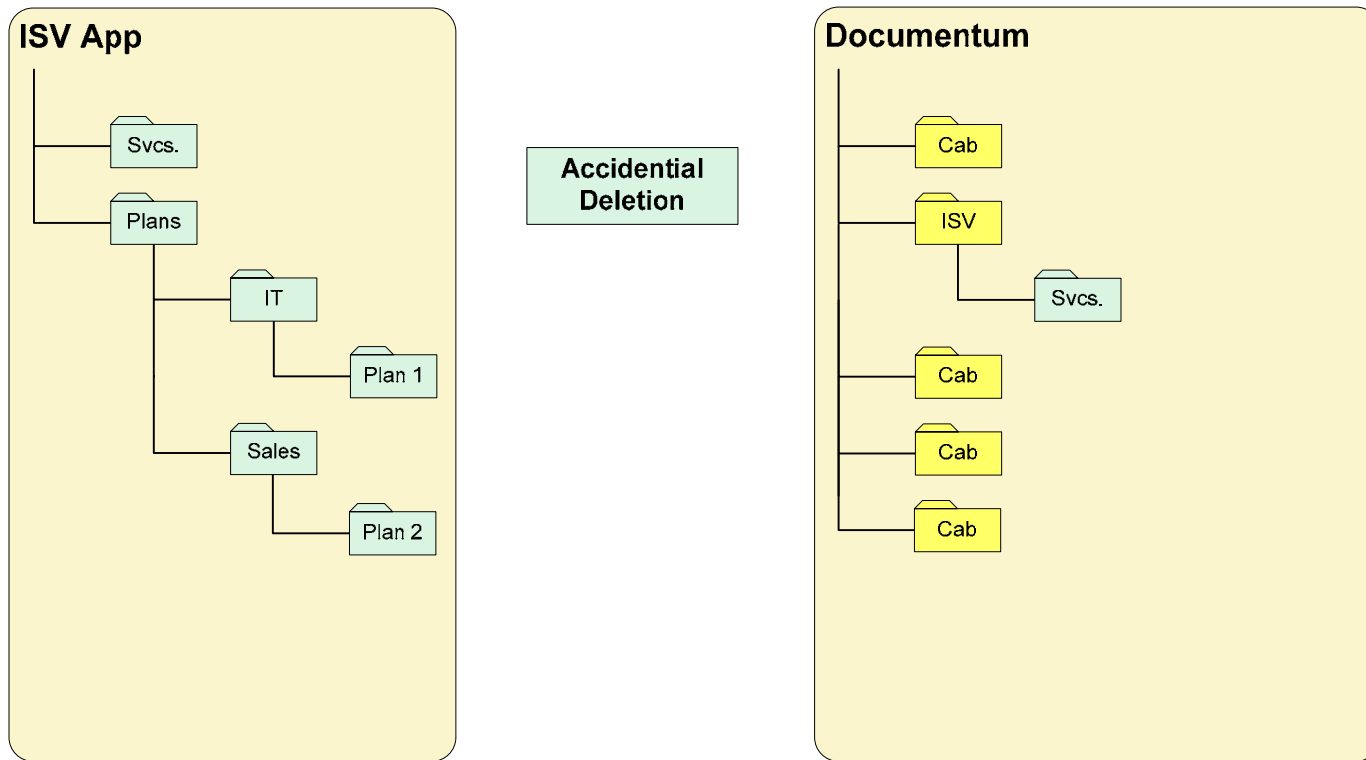 ISV App
Svcs.
Plans
IT
Plan 1
Sales
Plan 2
Accidential
Deletion
Documentum
Cab
ISV
Svcs.
Cab
Cab
Cab